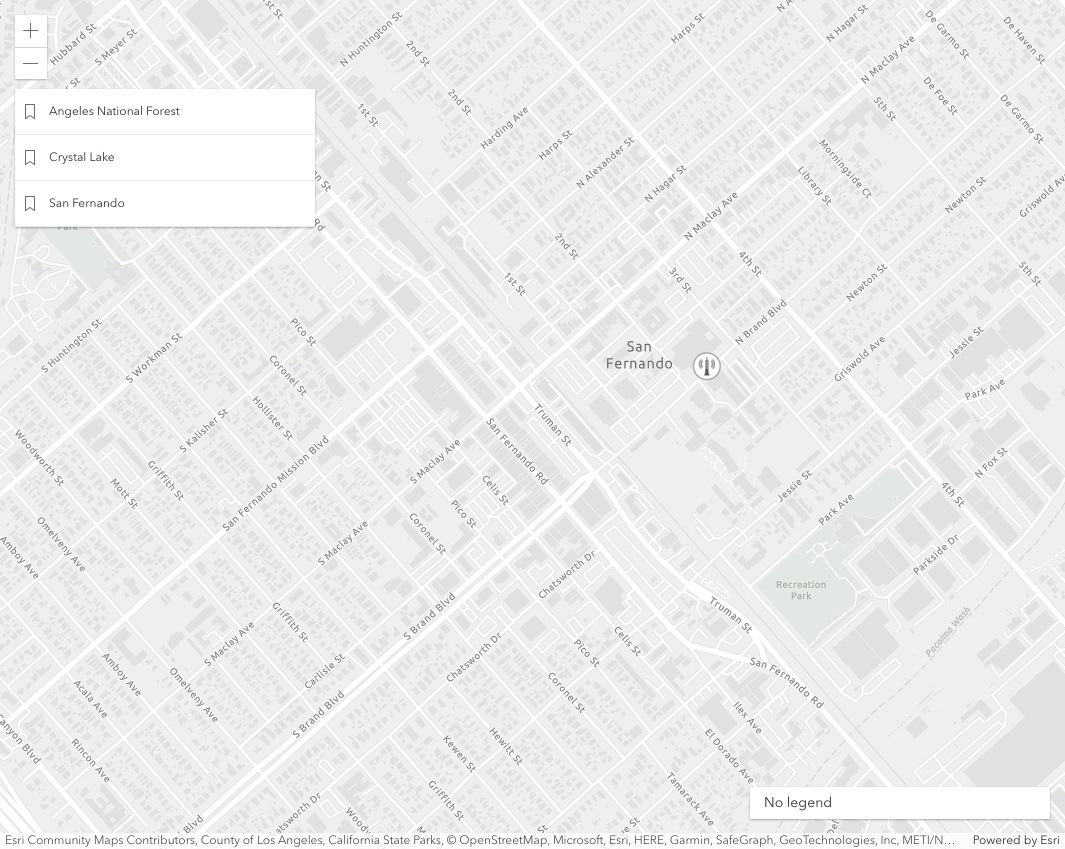 Hubbard St
S Meyer St
N Huntington St
2nd St
Harps St
N Hagar St
N Maclay Ave
De Garmo St
De Haven St
Angeles National Forest
Crystal Lake
San Fernando
2nd St
1st St
Harding Ave
Harps St
N Alexander St
N Hagar St
De Foe St
5th St
De Garmo St
Morningside Ct
Library St
Newton St
Griswold Av
N Maclay Ave
Park
Rd
2nd St
3rd St
4th St
1st St
Newton St
5th St
N Brand Blvd
Jessie St
Griswold Ave
San
Fernando
S Huntington St
S Workman St
Pico St
Coronel St
Hollister St
S Kalisher St
Park Ave
Truman St
San Fernando Rd
S Maclay Ave
Cells St
Woodworth St
Mott St
Griffith St
San Fernando Mission Blvd
N Fox St
4th St
Jessie St
Park Ave
Parkside Dr
Pico St
Coronel St
S Maclay Ave
Omelveny Ave
Amboy Ave
Chatsworth Dr
Recreation
Park
Pacoima Wash
Truman St
S Brand Blvd
Griffith St
S Maclay Ave
Chatsworth Dr
Cells St
Pico St
San Fernando Rd
Carlisle St
Amboy Ave
Omelveny Ave
Acala Ave
Coronel St
S Brand Blvd
Ilex Ave
El Dorado Ave
Canyon Blvd
Rincon Ave
Hewitt St
Kewen St
Griffith St
Tamarack Ave
atsworth Dr
Blvd
No legend
Esri Community Maps Contributors, County of Los Angeles, California State Parks, © OpenStreetMap, Microsoft, Esri, HERE, Garmin, SafeGraph, GeoTechnologies, Inc, METI/N…
Powered by Esri